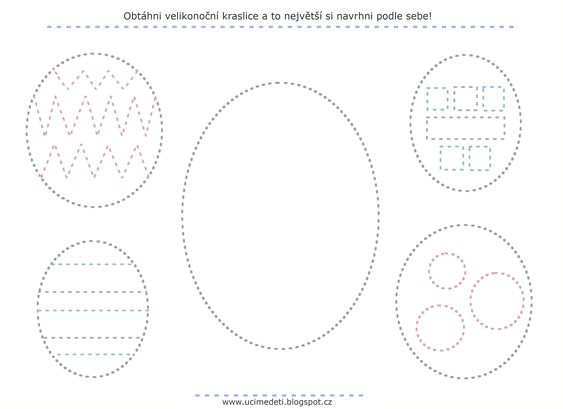 Obtáhni velikonoční kraslice a to největší si navrhni podle sebe!
www.ucimedeti.blogspot.cz